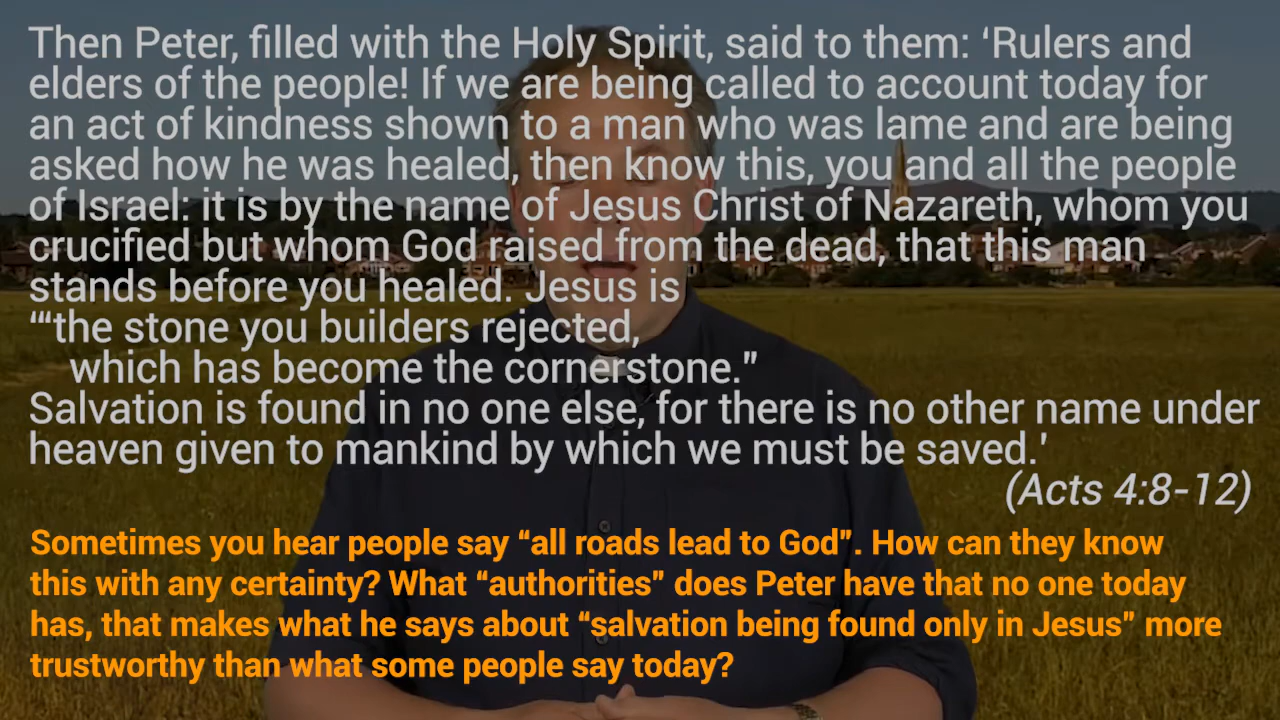 Then Peter, filled with the Holy Spirit, said to them: ‘Rulers and
elders of the people! If we are being called to account today for
an act of kindness shown to a man who was lame and are being
asked how he was healed, then know this, you and all the people
of Israel: it is by the name of Jesus Christ of Nazareth, whom you
crucified but whom God raised from the dead, that this man
stands before you healed. Jesus is
“‘the stone you builders rejected,
which has become the cornerstone.”
Salvation is found in no one else, for there is no other name under
heaven given to mankind by which we must be saved.’
(Acts 4:8-12)
Sometimes you hear people say “all roads lead to God”. How can they know
this with any certainty? What “authorities” does Peter have that no one today
has, that makes what he says about “salvation being found only in Jesus” more
trustworthy than what some people say today?